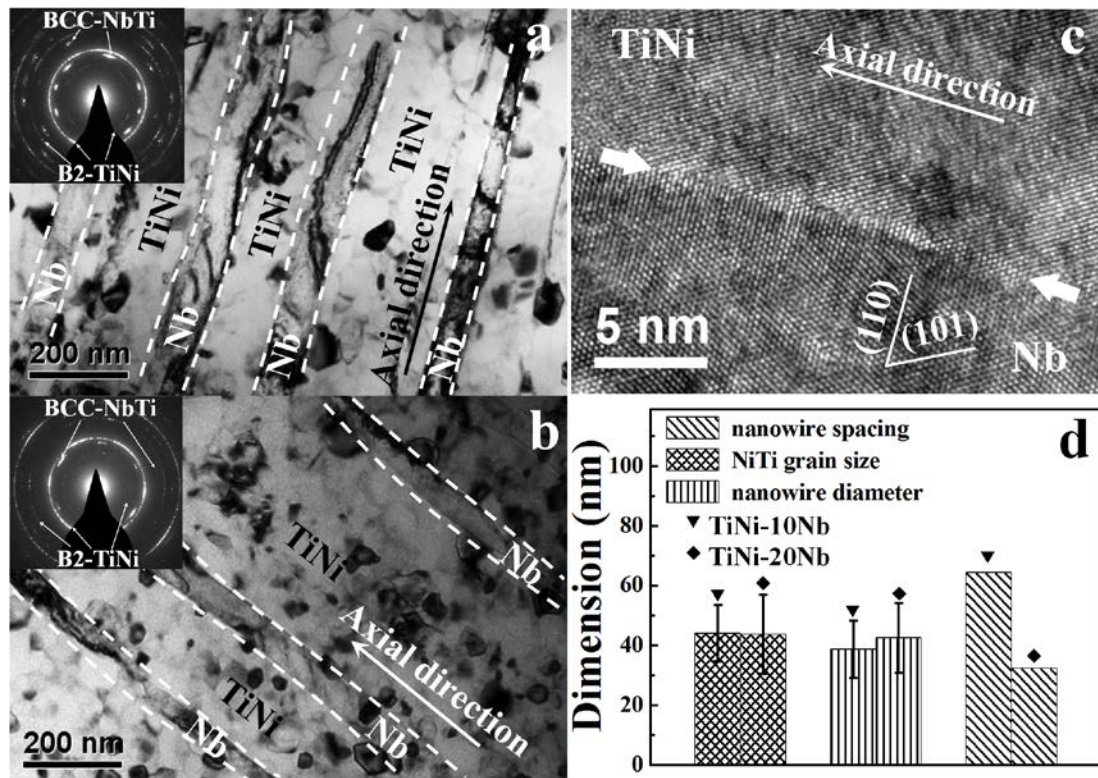 BCC-NbTi
a
B2-TiNi
TiNi
TiNi
TiNi
Nb
Nb
Nb
Nb
Axial direction
200 nm
BCC-NbTi
b
B2-TiNi
TiNi
TiNi
Nb
Nb
Nb
Axial direction
200 nm
TiNi
c
Axial direction
(110)
(101)
5 nm
Nb
d
nanowire spacing
NiTi grain size
nanowire diameter
TiNi-10Nb
TiNi-20Nb
Dimension (nm)
100
80
60
40
20
0